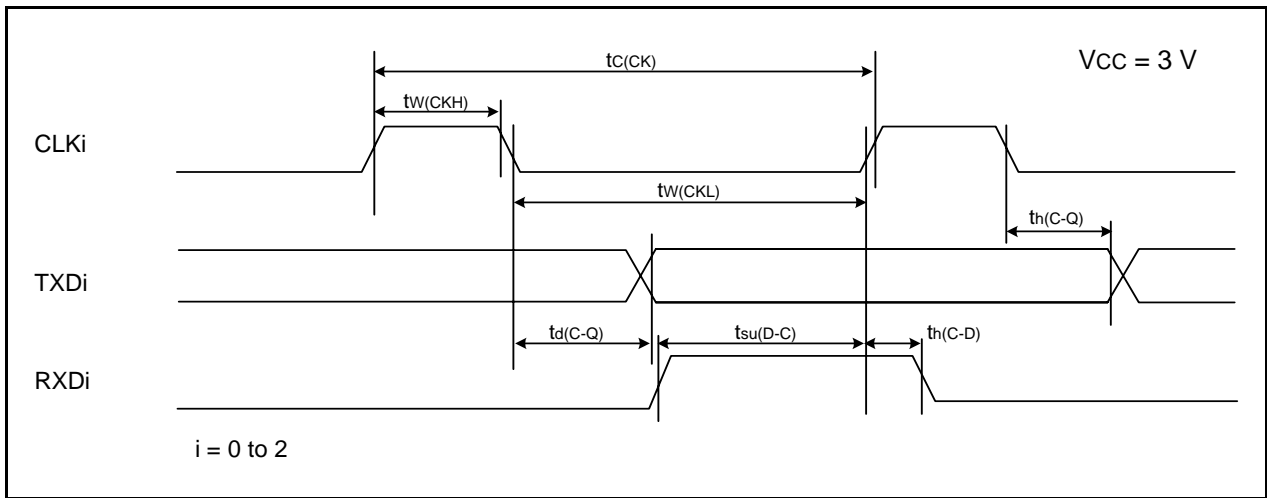 tC(CK)
VCC = 3 V
tW(CKH)
CLKi
tW(CKL)
th(C-Q)
TXDi
td(C-Q)
tsu(D-C)
th(C-D)
RXDi
i = 0 to 2